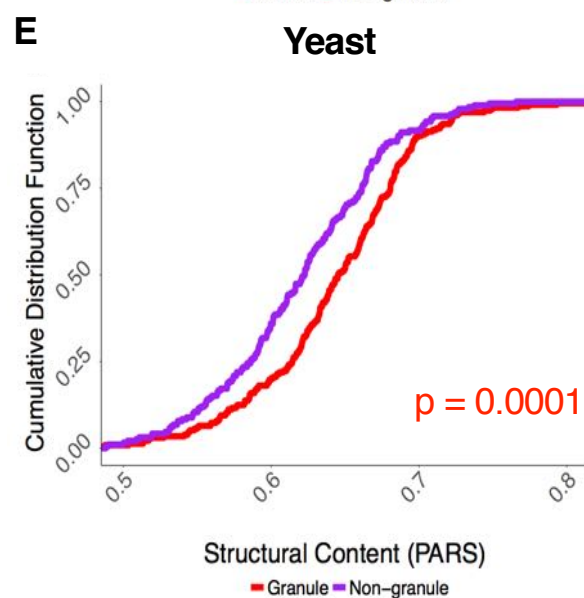 E
Yeast
Cumulative Distribution Function
1.00
0.75
0.50
0.25
0.00
p = 0.0001
0.5
0.6
0.7
0.8
Structural Content (PARS)
Granule Non−granule